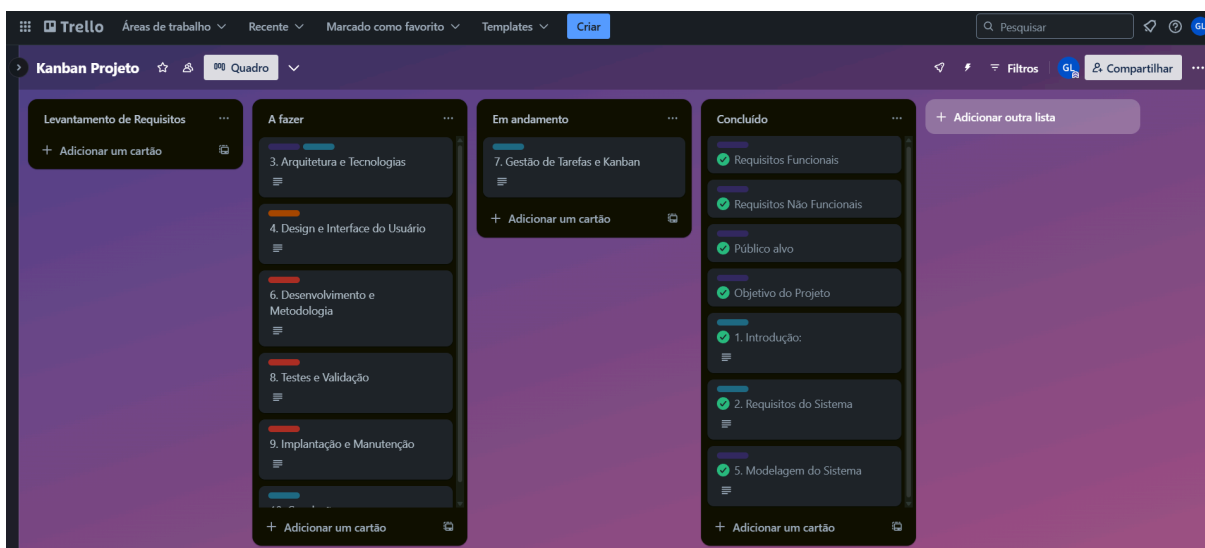 Trello Áreas de trabalho Recente Marcado como favorito Templates Criar Pesquisar GL
Kanban Projeto Quadro Filtros GL Compartilhar
Levantamento de Requisitos
Adicionar um cartão
A fazer
3. Arquitetura e Tecnologias
4. Design e Interface do Usuário
6. Desenvolvimento e
Metodologia
8. Testes e Validação
9. Implantação e Manutenção
Adicionar um cartão
Em andamento
7. Gestão de Tarefas e Kanban
Adicionar um cartão
Concluído
Requisitos Funcionais
Requisitos Não Funcionais
Público alvo
Objetivo do Projeto
1. Introdução:
2. Requisitos do Sistema
5. Modelagem do Sistema
Adicionar um cartão
Adicionar outra lista